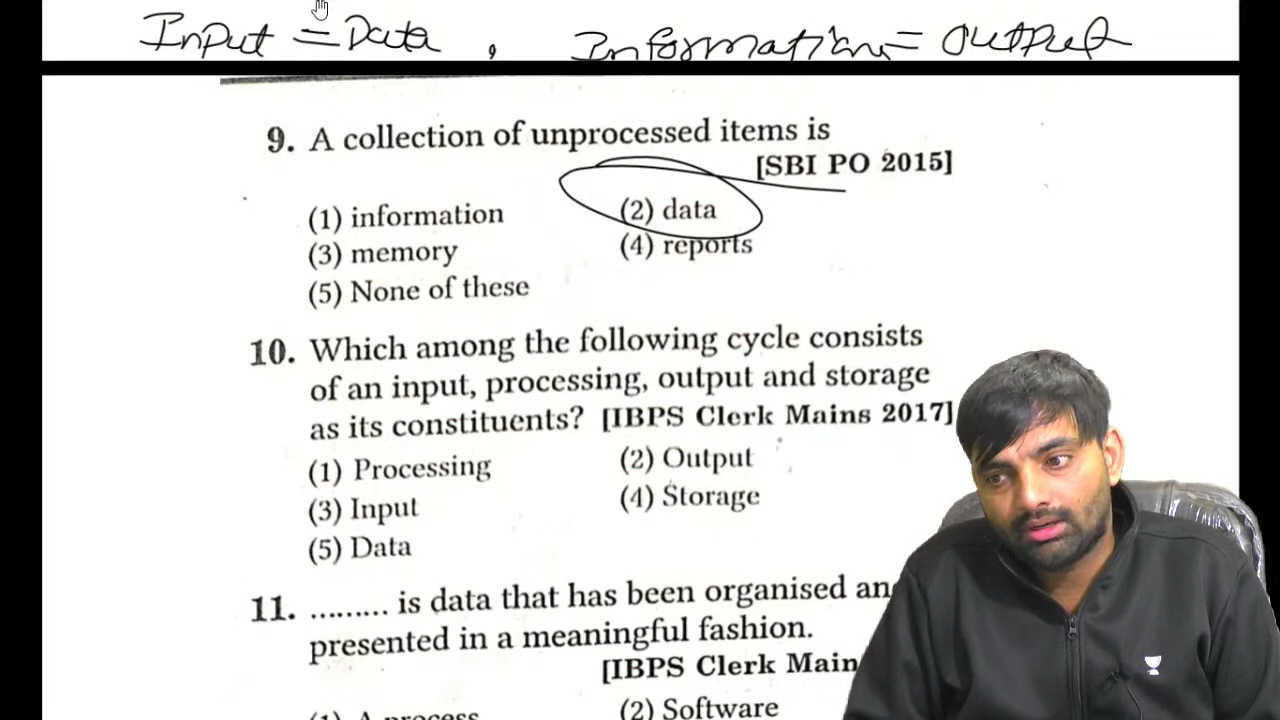 Input = Data , Information = output
9. A collection of unprocessed items is
[SBI PO 2015]
(1) information (2) data
(3) memory (4) reports
(5) None of these
10. Which among the following cycle consists
of an input, processing, output and storage
as its constituents? [IBPS Clerk Mains 2017]
(1) Processing (2) Output
(3) Input (4) Storage
(5) Data
11. ......... is data that has been organised an
presented in a meaningful fashion.
[IBPS Clerk Main
(1) A process (2) Software